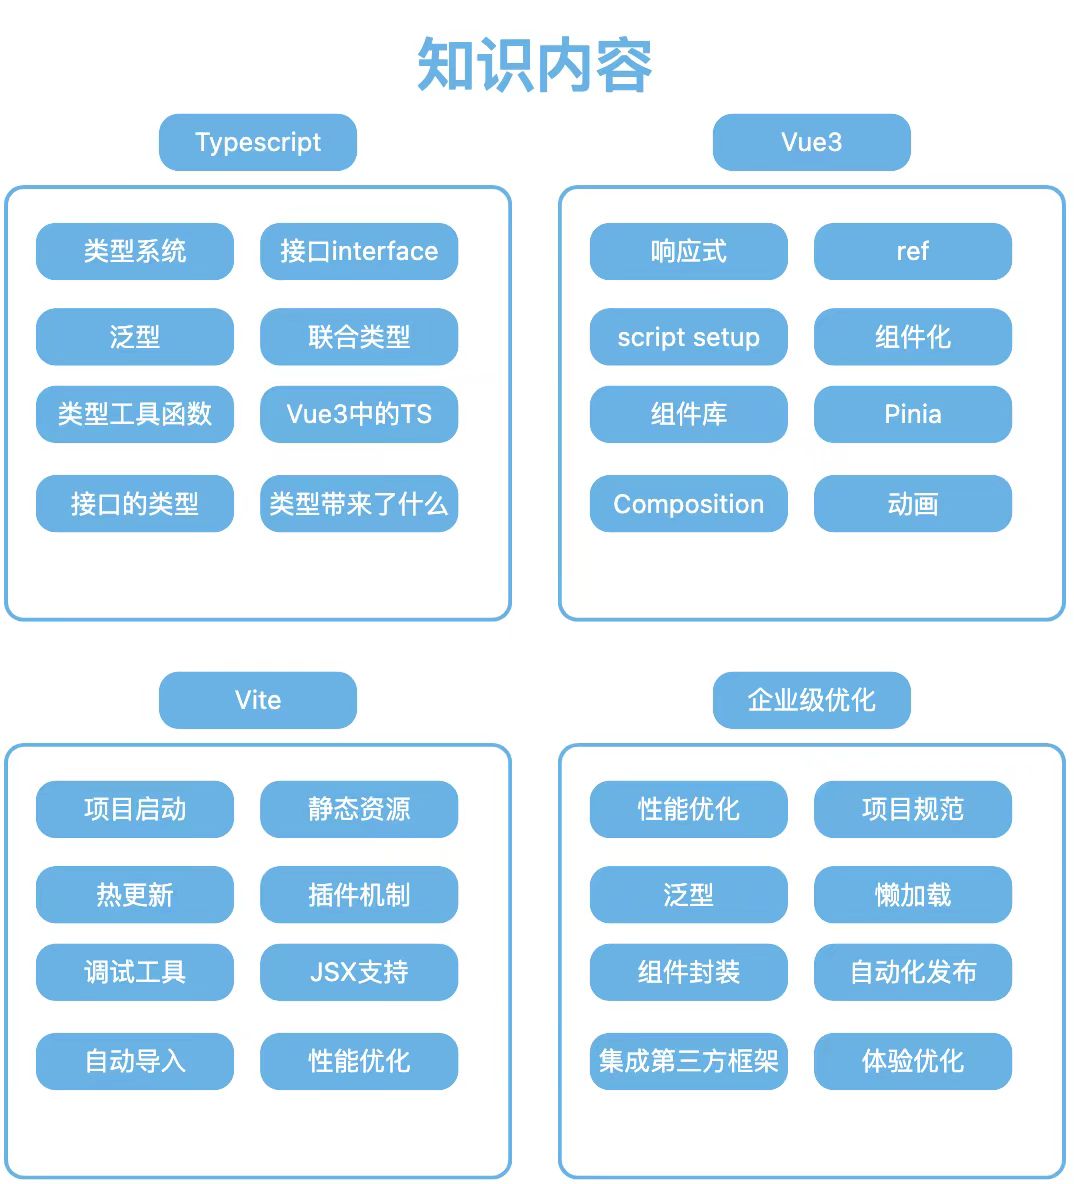 知识内容
Typescript
类型系统
接口interface
泛型
联合类型
类型工具函数
Vue3中的TS
接口的类型
类型带来了什么
Vue3
响应式
ref
script setup
组件化
组件库
Pinia
Composition
动画
Vite
项目启动
静态资源
热更新
插件机制
调试工具
JSX支持
自动导入
性能优化
企业级优化
性能优化
项目规范
泛型
懒加载
组件封装
自动化发布
集成第三方框架
体验优化